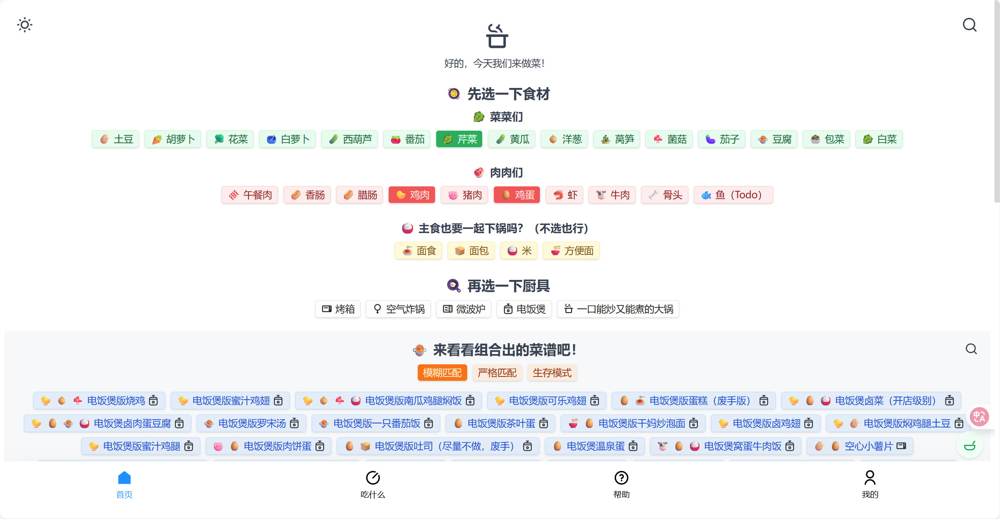 好的，今天我们来做菜！
先选一下食材
菜菜们
土豆 胡萝卜 花菜 白萝卜 西葫芦 番茄 芹菜 黄瓜 洋葱 莴笋 菌菇 茄子 豆腐 包菜 白菜
肉肉们
午餐肉 香肠 腊肠 鸡肉 猪肉 鸡蛋 虾 牛肉 骨头 鱼（Todo）
主食也要一起下锅吗？（不选也行）
面食 面包 米 方便面
再选一下厨具
烤箱 空气炸锅 微波炉 电饭煲 一口能炒又能煮的大锅
来看看组合出的菜谱吧！
模糊匹配 严格匹配 生存模式
电饭煲版烧鸡 电饭煲版蜜汁鸡翅 电饭煲版南瓜鸡腿焖饭 电饭煲版可乐鸡翅 电饭煲版蛋糕（废手版） 电饭煲卤菜（开店级别）
电饭煲卤肉蛋豆腐 电饭煲版罗宋汤 电饭煲版一只番茄饭 电饭煲版茶叶蛋 电饭煲版干妈炒泡面 电饭煲版卤鸡翅 电饭煲版焖鸡腿土豆
中A
电饭煲版蜜汁鸡腿 电饭煲版肉饼蛋 电饭煲版吐司（尽量不做，废手） 电饭煲温泉蛋 电饭煲窝蛋牛肉饭 空心小薯片
首页 吃什么 帮助 我的